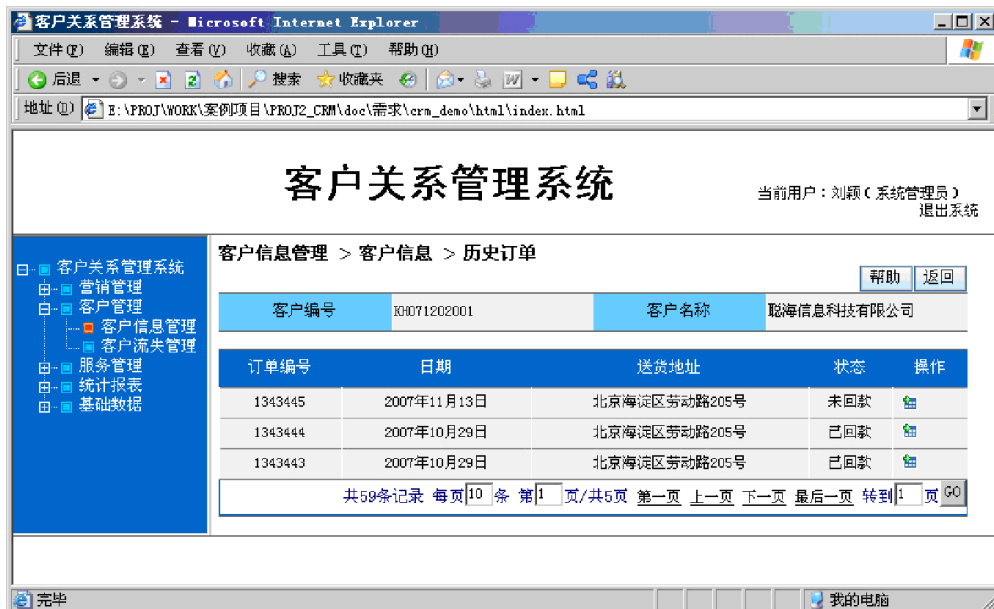 客户关系管理系统 - Microsoft Internet Explorer
文件(F) 编辑(E) 查看(V) 收藏(A) 工具(T) 帮助(H)
后退 搜索 收藏夹
地址(D) E:\PROJ\WORK\案例项目\PROJ2_CRM\doc\需求\crm_demo\html\index.html
客户关系管理系统
当前用户：刘颖(系统管理员)
退出系统
客户关系管理系统
营销管理
客户管理
客户信息管理
客户流失管理
服务管理
统计报表
基础数据
客户信息管理 > 客户信息 > 历史订单
帮助 返回
客户编号 KH071202001 客户名称 聪海信息科技有限公司
订单编号 日期 送货地址 状态 操作
1343445 2007年11月13日 北京海淀区劳动路205号 未回款
1343444 2007年10月29日 北京海淀区劳动路205号 已回款
1343443 2007年10月29日 北京海淀区劳动路205号 已回款
共59条记录 每页10条 第1页/共5页 第一页 上一页 下一页 最后一页 转到1页 GO
完毕 我的电脑